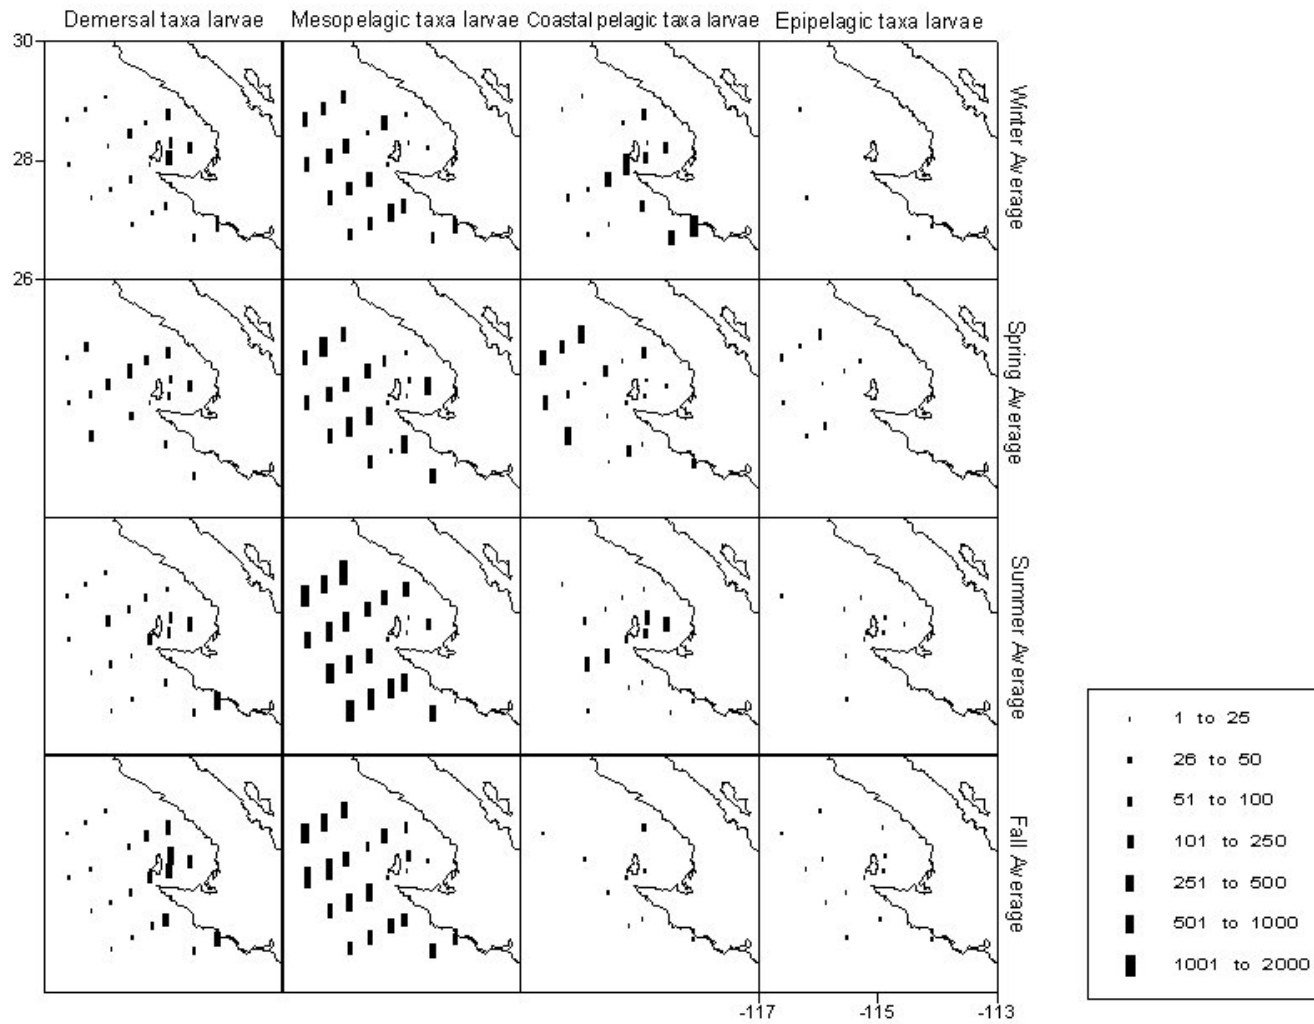 Demersal taxa larvae
Mesopelagic taxa larvae
Coastal pelagic taxa larvae
Epipelagic taxa larvae
30
28
26
Winter Average
Spring Average
Summer Average
Fall Average
-117
-115
-113
1 to 25
26 to 50
51 to 100
101 to 250
251 to 500
501 to 1000
1001 to 2000